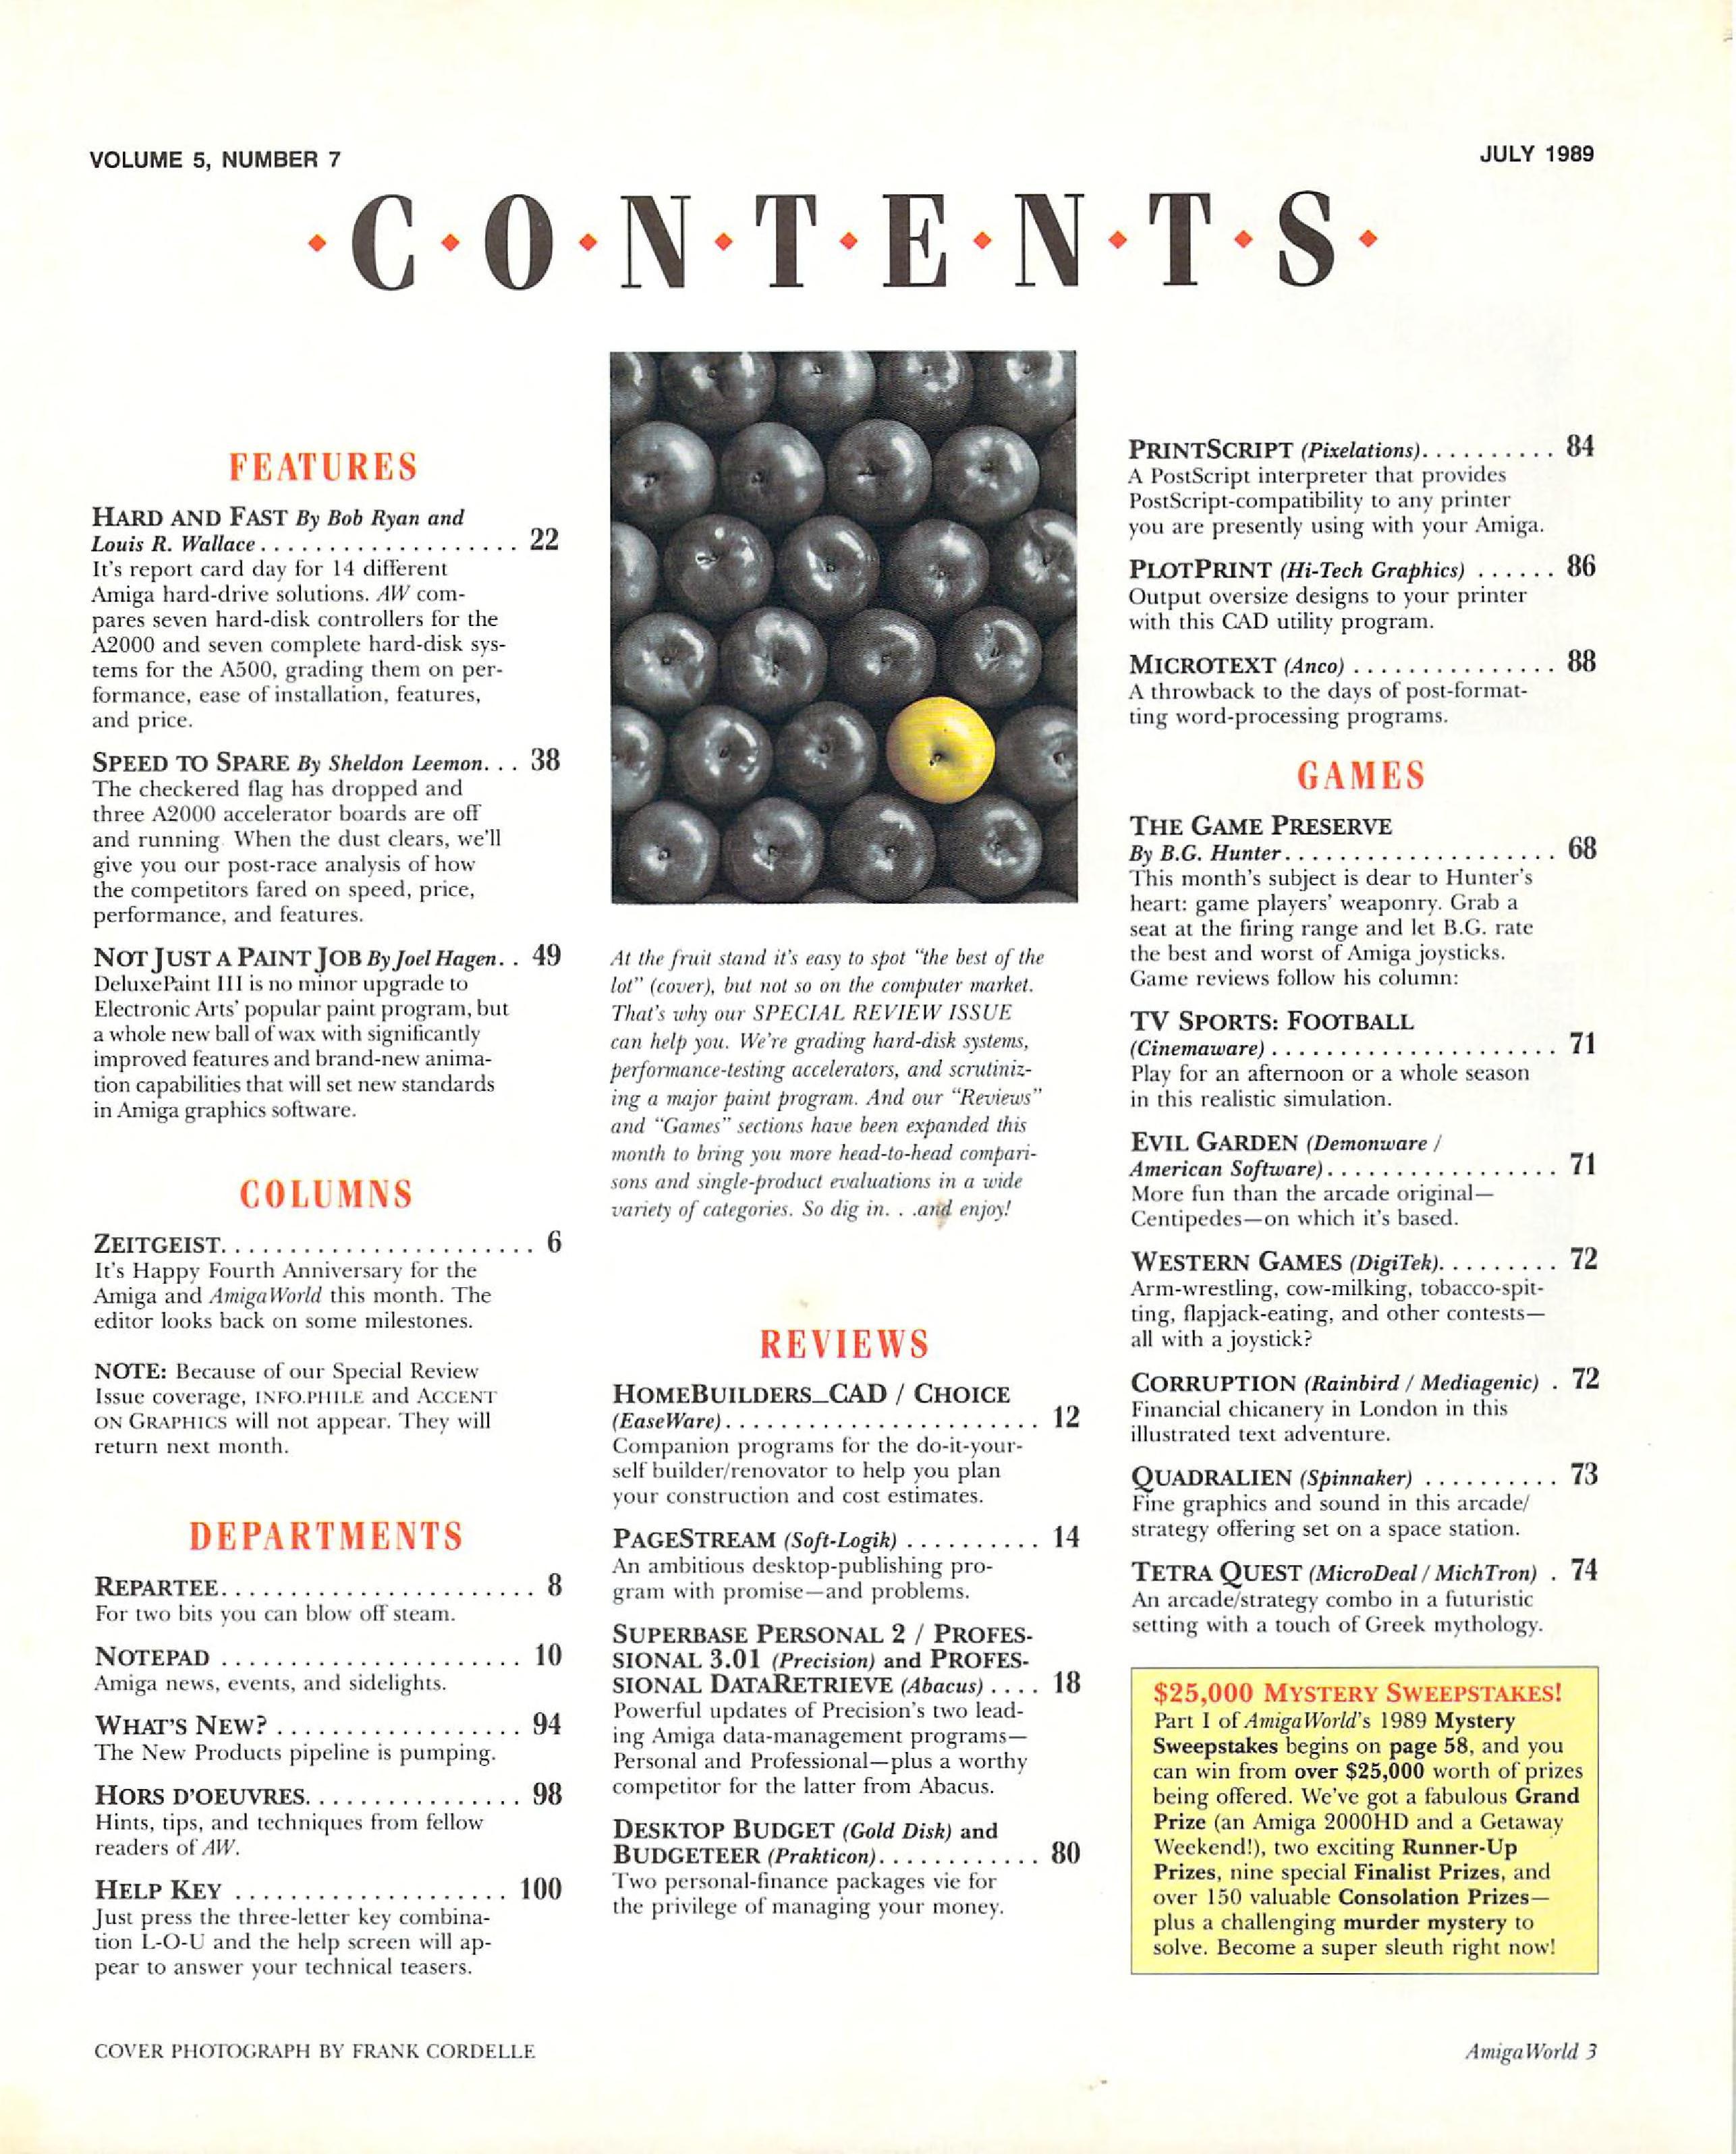 VOLUME 5, NUMBER 7
JULY 1989
·C·O·N·T·E·N·T·S·
FEATURES
HARD AND FAST By Bob Ryan and
Louis R. Wallace . . . . . . . . . . . . . . . . . . . 22
It's report card day for 14 different
Amiga hard-drive solutions. AW com-
pares seven hard-disk controllers for the
A2000 and seven complete hard-disk sys-
tems for the A500, grading them on per-
formance, ease of installation, features,
and price.
SPEED TO SPARE By Sheldon Leemon. . . 38
The checkered flag has dropped and
three A2000 accelerator boards are off
and running. When the dust clears, we'll
give you our post-race analysis of how
the competitors fared on speed, price,
performance, and features.
NOT JUST A PAINT JOB By Joel Hagen. . 49
DeluxePaint III is no minor upgrade to
Electronic Arts' popular paint program, but
a whole new ball of wax with significantly
improved features and brand-new anima-
tion capabilities that will set new standards
in Amiga graphics software.
COLUMNS
ZEITGEIST. . . . . . . . . . . . . . . . . . . . . . . 6
It's Happy Fourth Anniversary for the
Amiga and AmigaWorld this month. The
editor looks back on some milestones.
NOTE: Because of our Special Review
Issue coverage, INFO.PHILE and ACCENT
ON GRAPHICS will not appear. They will
return next month.
DEPARTMENTS
REPARTEE. . . . . . . . . . . . . . . . . . . . . . . 8
For two bits you can blow off steam.
NOTEPAD . . . . . . . . . . . . . . . . . . . . . . 10
Amiga news, events, and sidelights.
WHAT'S NEW? . . . . . . . . . . . . . . . . . . 94
The New Products pipeline is pumping.
HORS D'OEUVRES. . . . . . . . . . . . . . . . 98
Hints, tips, and techniques from fellow
readers of AW.
HELP KEY . . . . . . . . . . . . . . . . . . . . 100
Just press the three-letter key combina-
tion L-O-U and the help screen will ap-
pear to answer your technical teasers.
At the fruit stand it's easy to spot "the best of the
lot" (cover), but not so on the computer market.
That's why our SPECIAL REVIEW ISSUE
can help you. We're grading hard-disk systems,
performance-testing accelerators, and scrutiniz-
ing a major paint program. And our "Reviews"
and "Games" sections have been expanded this
month to bring you more head-to-head compari-
sons and single-product evaluations in a wide
variety of categories. So dig in. . .and enjoy!
REVIEWS
HOMEBUILDERS_CAD / CHOICE
(EaseWare). . . . . . . . . . . . . . . . . . . . . . . 12
Companion programs for the do-it-your-
self builder/renovator to help you plan
your construction and cost estimates.
PAGESTREAM (Soft-Logik) . . . . . . . . . . 14
An ambitious desktop-publishing pro-
gram with promise—and problems.
SUPERBASE PERSONAL 2 / PROFES-
SIONAL 3.01 (Precision) and PROFES-
SIONAL DATARETRIEVE (Abacus) . . . . 18
Powerful updates of Precision's two lead-
ing Amiga data-management programs—
Personal and Professional—plus a worthy
competitor for the latter from Abacus.
DESKTOP BUDGET (Gold Disk) and
BUDGETEER (Prakticon). . . . . . . . . . . . 80
Two personal-finance packages vie for
the privilege of managing your money.
PRINTSCRIPT (Pixelations). . . . . . . . . . 84
A PostScript interpreter that provides
PostScript-compatibility to any printer
you are presently using with your Amiga.
PLOTPRINT (Hi-Tech Graphics) . . . . . . 86
Output oversize designs to your printer
with this CAD utility program.
MICROTEXT (Anco) . . . . . . . . . . . . . . . 88
A throwback to the days of post-format-
ting word-processing programs.
GAMES
THE GAME PRESERVE
By B.G. Hunter. . . . . . . . . . . . . . . . . . . . 68
This month's subject is dear to Hunter's
heart: game players' weaponry. Grab a
seat at the firing range and let B.G. rate
the best and worst of Amiga joysticks.
Game reviews follow his column:
TV SPORTS: FOOTBALL
(Cinemaware) . . . . . . . . . . . . . . . . . . . . . 71
Play for an afternoon or a whole season
in this realistic simulation.
EVIL GARDEN (Demonware /
American Software). . . . . . . . . . . . . . . . . 71
More fun than the arcade original—
Centipedes—on which it's based.
WESTERN GAMES (DigiTek). . . . . . . . . 72
Arm-wrestling, cow-milking, tobacco-spit-
ting, flapjack-eating, and other contests—
all with a joystick?
CORRUPTION (Rainbird / Mediagenic) . 72
Financial chicanery in London in this
illustrated text adventure.
QUADRALIEN (Spinnaker) . . . . . . . . . . 73
Fine graphics and sound in this arcade/
strategy offering set on a space station.
TETRA QUEST (MicroDeal / MichTron) . 74
An arcade/strategy combo in a futuristic
setting with a touch of Greek mythology.
$25,000 MYSTERY SWEEPSTAKES!
Part I of AmigaWorld's 1989 Mystery
Sweepstakes begins on page 58, and you
can win from over $25,000 worth of prizes
being offered. We've got a fabulous Grand
Prize (an Amiga 2000HD and a Getaway
Weekend!), two exciting Runner-Up
Prizes, nine special Finalist Prizes, and
over 150 valuable Consolation Prizes—
plus a challenging murder mystery to
solve. Become a super sleuth right now!
COVER PHOTOGRAPH BY FRANK CORDELLE
AmigaWorld 3